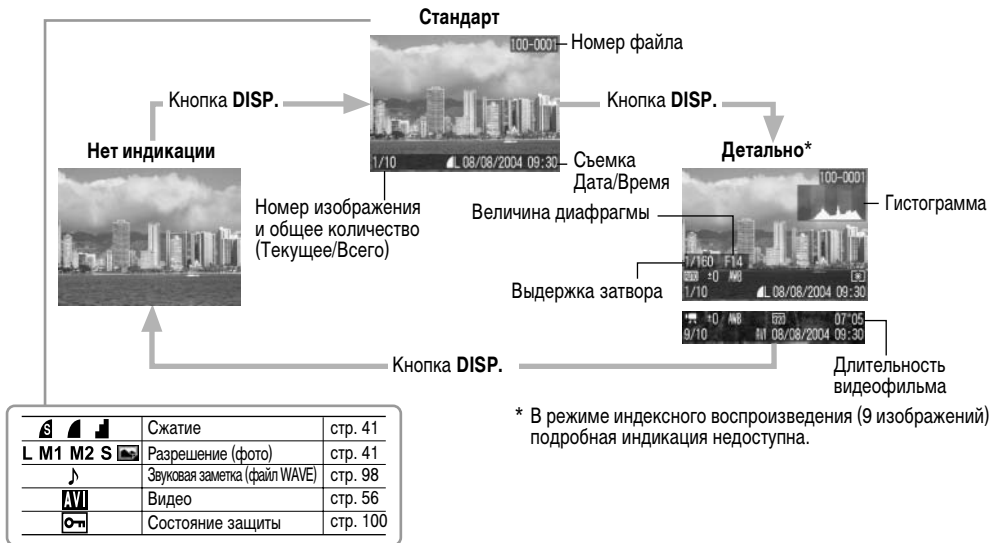 Стандарт
100-0001
Номер файла
Кнопка DISP.
Кнопка DISP.
Нет индикации
Детально*
1/10 L 08/08/2004 09:30
Съемка
Дата/Время
100-0001
Гистограмма
Номер изображения
и общее количество
(Текущее/Всего)
Величина диафрагмы
1/160 F14
±0 AWB
Выдержка затвора
1/10 L 08/08/2004 09:30
±0 AWB 07"05
9/10 08/08/2004 09:30
Кнопка DISP.
Длительность
видеофильма
* В режиме индексного воспроизведения (9 изображений)
подробная индикация недоступна.
S Сжатие стр. 41
L M1 M2 S Разрешение (фото) стр. 41
Звуковая заметка (файл WAVE) стр. 98
AVI Видео стр. 56
Состояние защиты стр. 100